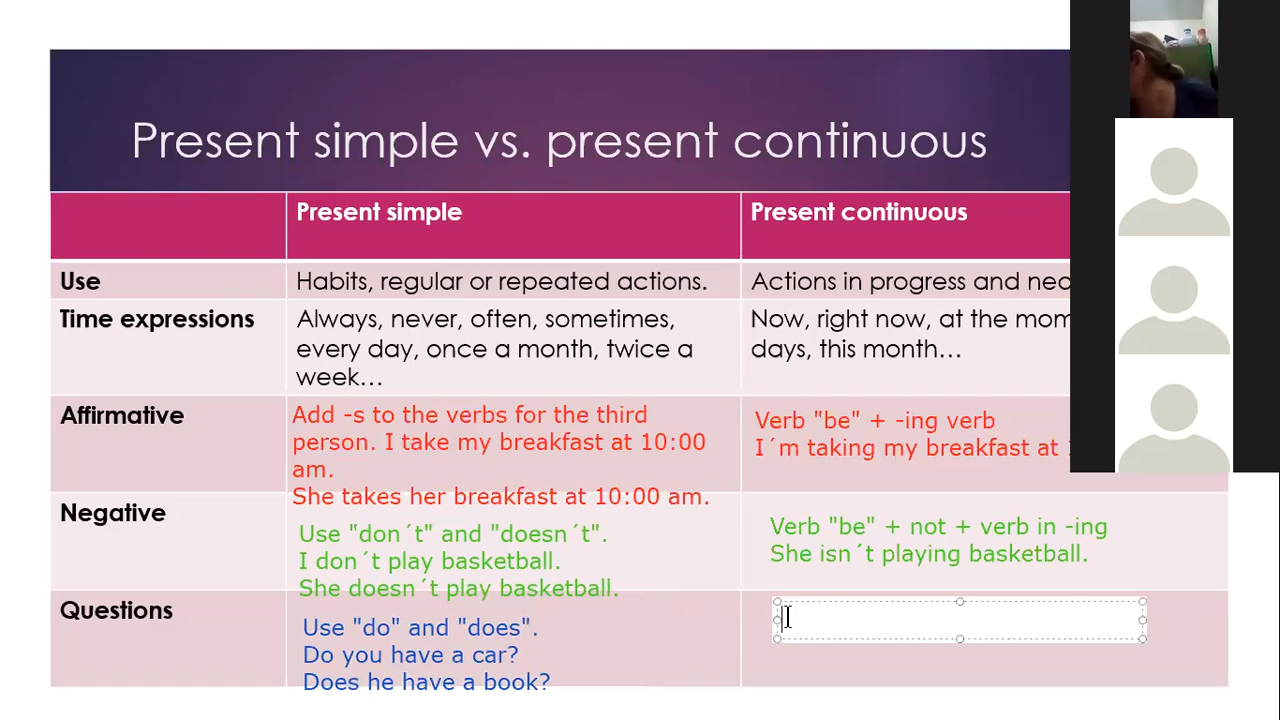 Present simple vs. present continuous
Present simple
Present continuous
Use
Habits, regular or repeated actions.
Actions in progress and
Time expressions
Always, never, often, sometimes,
every day, once a month, twice a
week…
Now, right now, at the
days, this month…
Affirmative
Add -s to the verbs for the third
person. I take my breakfast at 10:00
am.
She takes her breakfast at 10:00 am.
Verb "be" + -ing verb
I´m taking my breakfast at
Negative
Use "don´t" and "doesn´t".
I don´t play basketball.
She doesn´t play basketball.
Verb "be" + not + verb in -ing
She isn´t playing basketball.
Questions
Use "do" and "does".
Do you have a car?
Does he have a book?